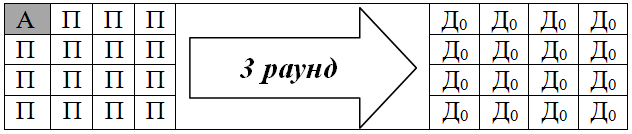 А П П П Д₀ Д₀ Д₀ Д₀
П П П П 3 раунд Д₀ Д₀ Д₀ Д₀
П П П П Д₀ Д₀ Д₀ Д₀
П П П П Д₀ Д₀ Д₀ Д₀